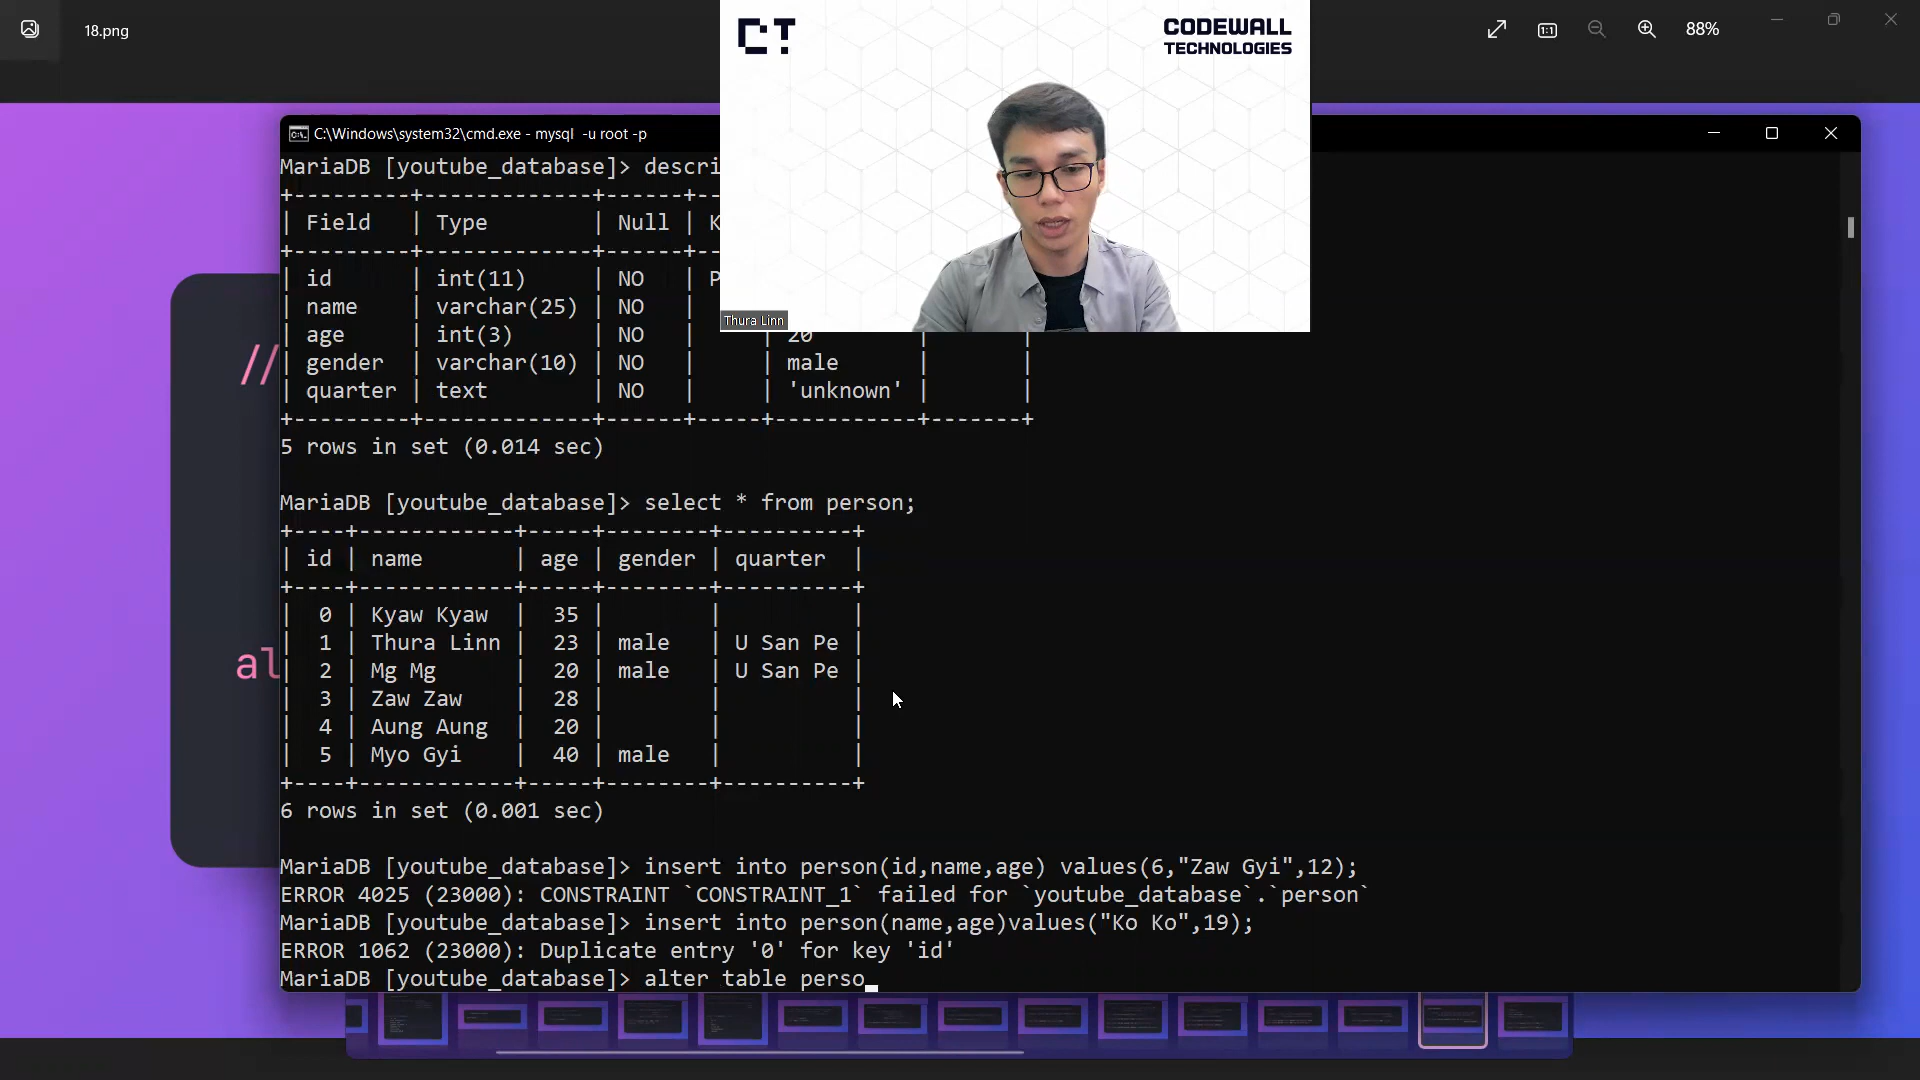 18.png
88%
CT
CODEWALL
TECHNOLOGIES
Thura Linn
C:\Windows\system32\cmd.exe - mysql  -u root -p
MariaDB [youtube_database]> descri
+---------+-------------+------+--
| Field   | Type        | Null | K
+---------+-------------+------+--
| id      | int(11)     | NO   | P
| name    | varchar(25) | NO   |
| age     | int(3)      | NO   |     | 20        |       |
| gender  | varchar(10) | NO   |     | male      |       |
| quarter | text        | NO   |     | 'unknown' |       |
+---------+-------------+------+-----+-----------+-------+
5 rows in set (0.014 sec)
MariaDB [youtube_database]> select * from person;
+----+------------+-----+--------+----------+
| id | name       | age | gender | quarter  |
+----+------------+-----+--------+----------+
|  0 | Kyaw Kyaw  |  35 |        |          |
|  1 | Thura Linn |  23 | male   | U San Pe |
|  2 | Mg Mg      |  20 | male   | U San Pe |
|  3 | Zaw Zaw    |  28 |        |          |
|  4 | Aung Aung  |  20 |        |          |
|  5 | Myo Gyi    |  40 | male   |          |
+----+------------+-----+--------+----------+
6 rows in set (0.001 sec)
MariaDB [youtube_database]> insert into person(id,name,age) values(6,"Zaw Gyi",12);
ERROR 4025 (23000): CONSTRAINT `CONSTRAINT_1` failed for `youtube_database`.`person`
MariaDB [youtube_database]> insert into person(name,age)values("Ko Ko",19);
ERROR 1062 (23000): Duplicate entry '0' for key 'id'
MariaDB [youtube_database]> alter table perso_
//
al